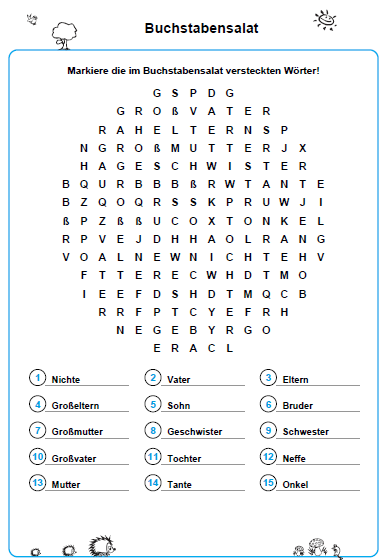 Buchstabensalat
Markiere die im Buchstabensalat versteckten Wörter!
G S P D G
G R O ß V A T E R
R A H E L T E R N S P
N G R O ß M U T T E R J X
H A G E S C H W I S T E R
B Q U R B B B ß R W T A N T E
B Z Q O Q R S S K P R U W J I
ß P Z ß ß U C O X T O N K E L
R P V E J D H H A O L R A N G
V O A L N E W N I C H T E H V
F T T E R E C W H D T M O
I E E F D S H D T M Q C B
R R F P T C Y E F R H
N E G E B Y R G O
E R A C L
1 Nichte 2 Vater 3 Eltern
4 Großeltern 5 Sohn 6 Bruder
7 Großmutter 8 Geschwister 9 Schwester
10 Großvater 11 Tochter 12 Neffe
13 Mutter 14 Tante 15 Onkel